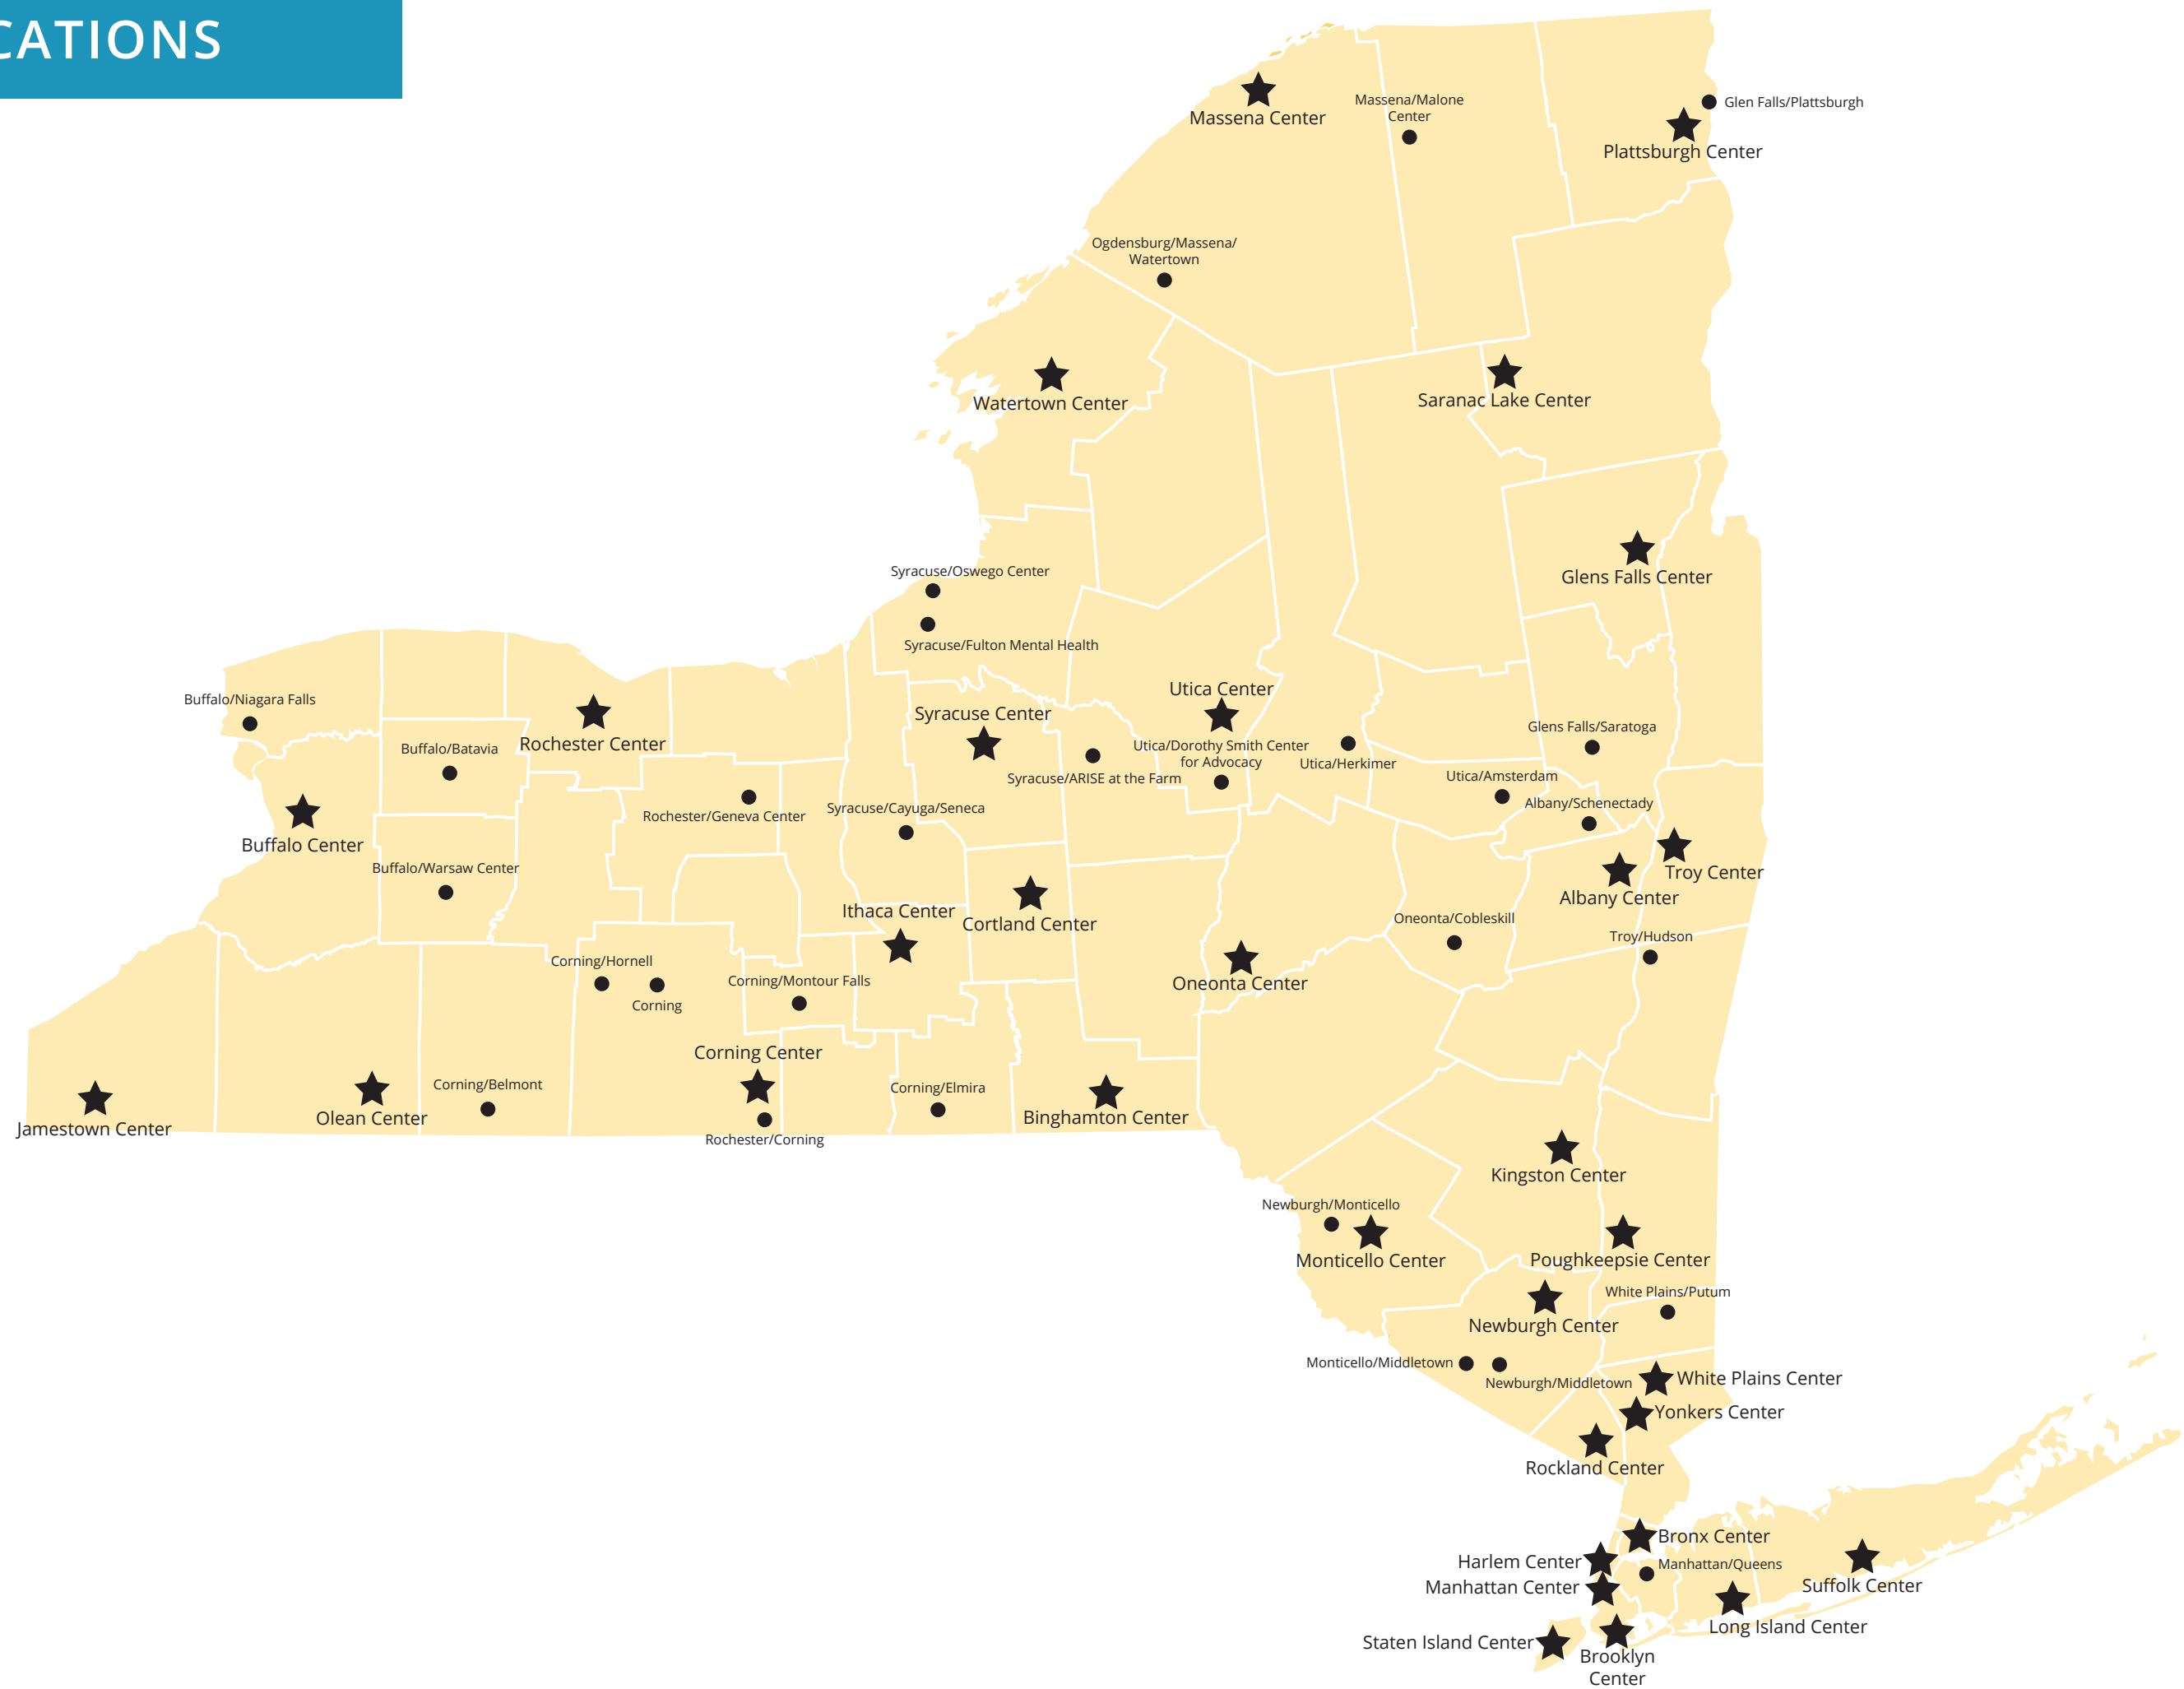 CATIONS
Massena Center
Massena/Malone
Center
Glen Falls/Plattsburgh
Plattsburgh Center
Ogdensburg/Massena/
Watertown
Watertown Center
Saranac Lake Center
Syracuse/Oswego Center
Glens Falls Center
Syracuse/Fulton Mental Health
Buffalo/Niagara Falls
Utica Center
Syracuse Center
Glens Falls/Saratoga
Rochester Center
Buffalo/Batavia
Utica/Dorothy Smith Center
for Advocacy
Utica/Herkimer
Syracuse/ARISE at the Farm
Utica/Amsterdam
Albany/Schenectady
Rochester/Geneva Center
Syracuse/Cayuga/Seneca
Buffalo Center
Buffalo/Warsaw Center
Troy Center
Albany Center
Ithaca Center
Cortland Center
Oneonta/Cobleskill
Troy/Hudson
Corning/Hornell
Corning
Corning/Montour Falls
Oneonta Center
Corning Center
Corning/Belmont
Corning/Elmira
Jamestown Center
Olean Center
Binghamton Center
Rochester/Corning
Kingston Center
Newburgh/Monticello
Monticello Center
Poughkeepsie Center
White Plains/Putum
Newburgh Center
Monticello/Middletown
Newburgh/Middletown
White Plains Center
Yonkers Center
Rockland Center
Bronx Center
Harlem Center
Manhattan/Queens
Manhattan Center
Suffolk Center
Long Island Center
Staten Island Center
Brooklyn
Center